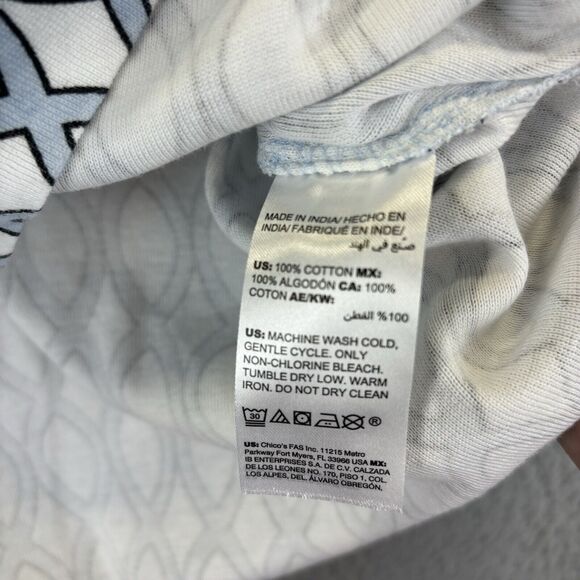 MADE IN INDIA/ HECHO EN
INDIA/ FABRIQUÉ EN INDE/
صنع في الهند
US: 100% COTTON MX:
100% ALGODÓN CA: 100%
COTON AE/KW:
100% القطن
US: MACHINE WASH COLD,
GENTLE CYCLE. ONLY
NON-CHLORINE BLEACH.
TUMBLE DRY LOW. WARM
IRON. DO NOT DRY CLEAN
30 ®
US: Chico's FAS Inc. 11215 Metro
Parkway Fort Myers, FL 33966 USA MX:
IB ENTERPRISES S.A. DE C.V. CALZADA
DE LOS LEONES NO. 170, PISO 1, COL.
LOS ALPES, DEL. ÁLVARO OBREGÓN,